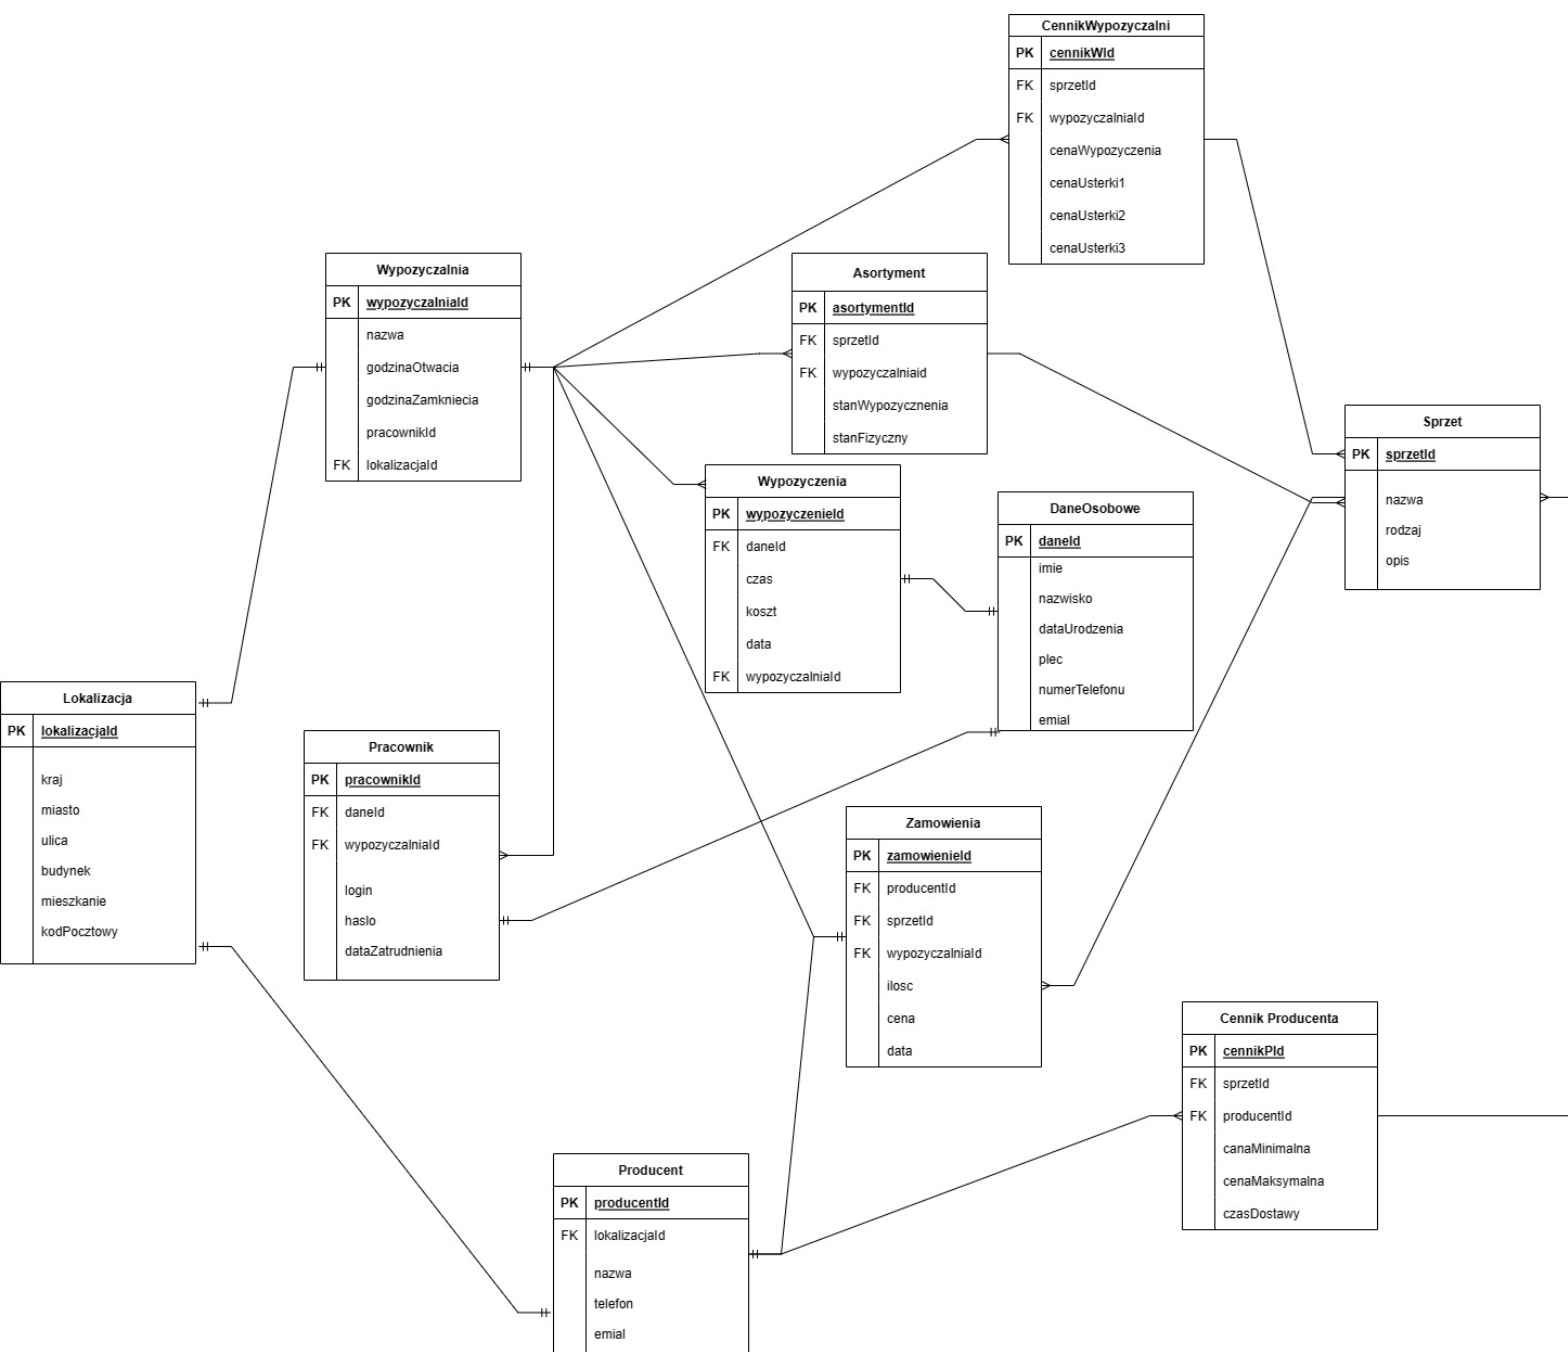 CennikWypozyczalni
PK cennikWId
FK sprzetId
FK wypozyczalniaId
cenaWypozyczenia
cenaUsterki1
cenaUsterki2
cenaUsterki3
Wypozyczalnia
PK wypozyczalniaId
nazwa
godzinaOtwacia
godzinaZamkniecia
pracownikId
FK lokalizacjaId
Asortyment
PK asortymentId
FK sprzetId
FK wypozyczalniaid
stanWypozycznenia
stanFizyczny
Sprzet
PK sprzetId
nazwa
rodzaj
opis
Wypozyczenia
PK wypozyczenieId
FK daneId
czas
koszt
data
FK wypozyczalniaId
DaneOsobowe
PK daneId
imie
nazwisko
dataUrodzenia
plec
numerTelefonu
emial
Lokalizacja
PK lokalizacjaId
kraj
miasto
ulica
budynek
mieszkanie
kodPocztowy
Pracownik
PK pracownikId
FK daneId
FK wypozyczalniaId
login
haslo
dataZatrudnienia
Zamowienia
PK zamowienieId
FK producentId
FK sprzetId
FK wypozyczalniaId
ilosc
cena
data
Cennik Producenta
PK cennikPId
FK sprzetId
FK producentId
canaMinimalna
cenaMaksymalna
czasDostawy
Producent
PK producentId
FK lokalizacjaId
nazwa
telefon
emial